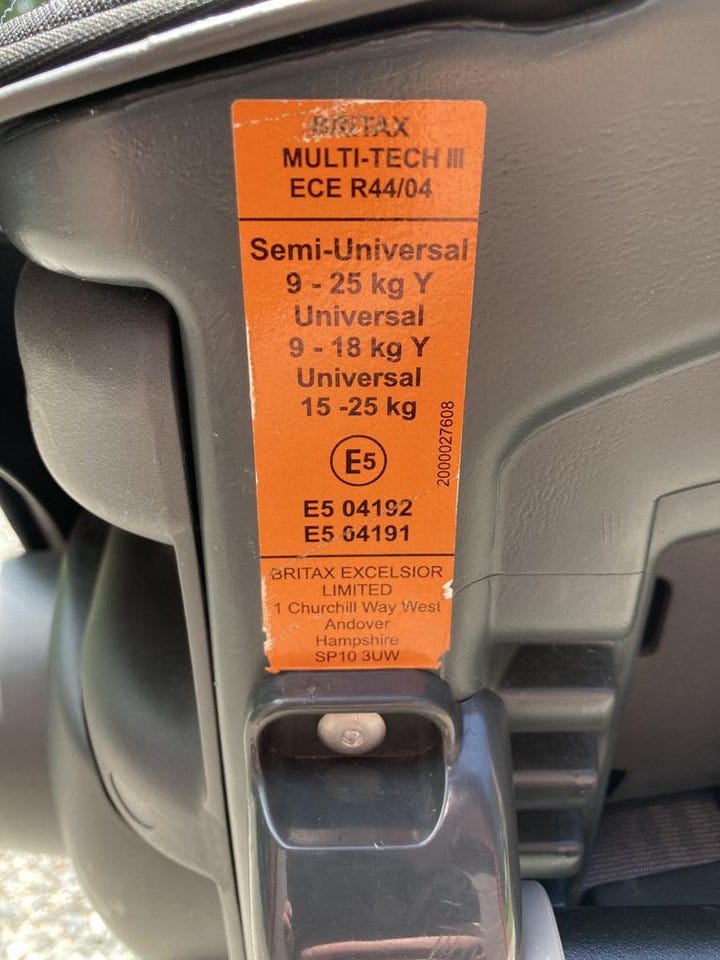 BRITAX
MULTI-TECH III
ECE R44/04
Semi-Universal
9 - 25 kg Y
Universal
9 - 18 kg Y
Universal
15 -25 kg
E5
2000027608
E5 04192
E5 04191
BRITAX EXCELSIOR
LIMITED
1 Churchill Way West
Andover
Hampshire
SP10 3UW